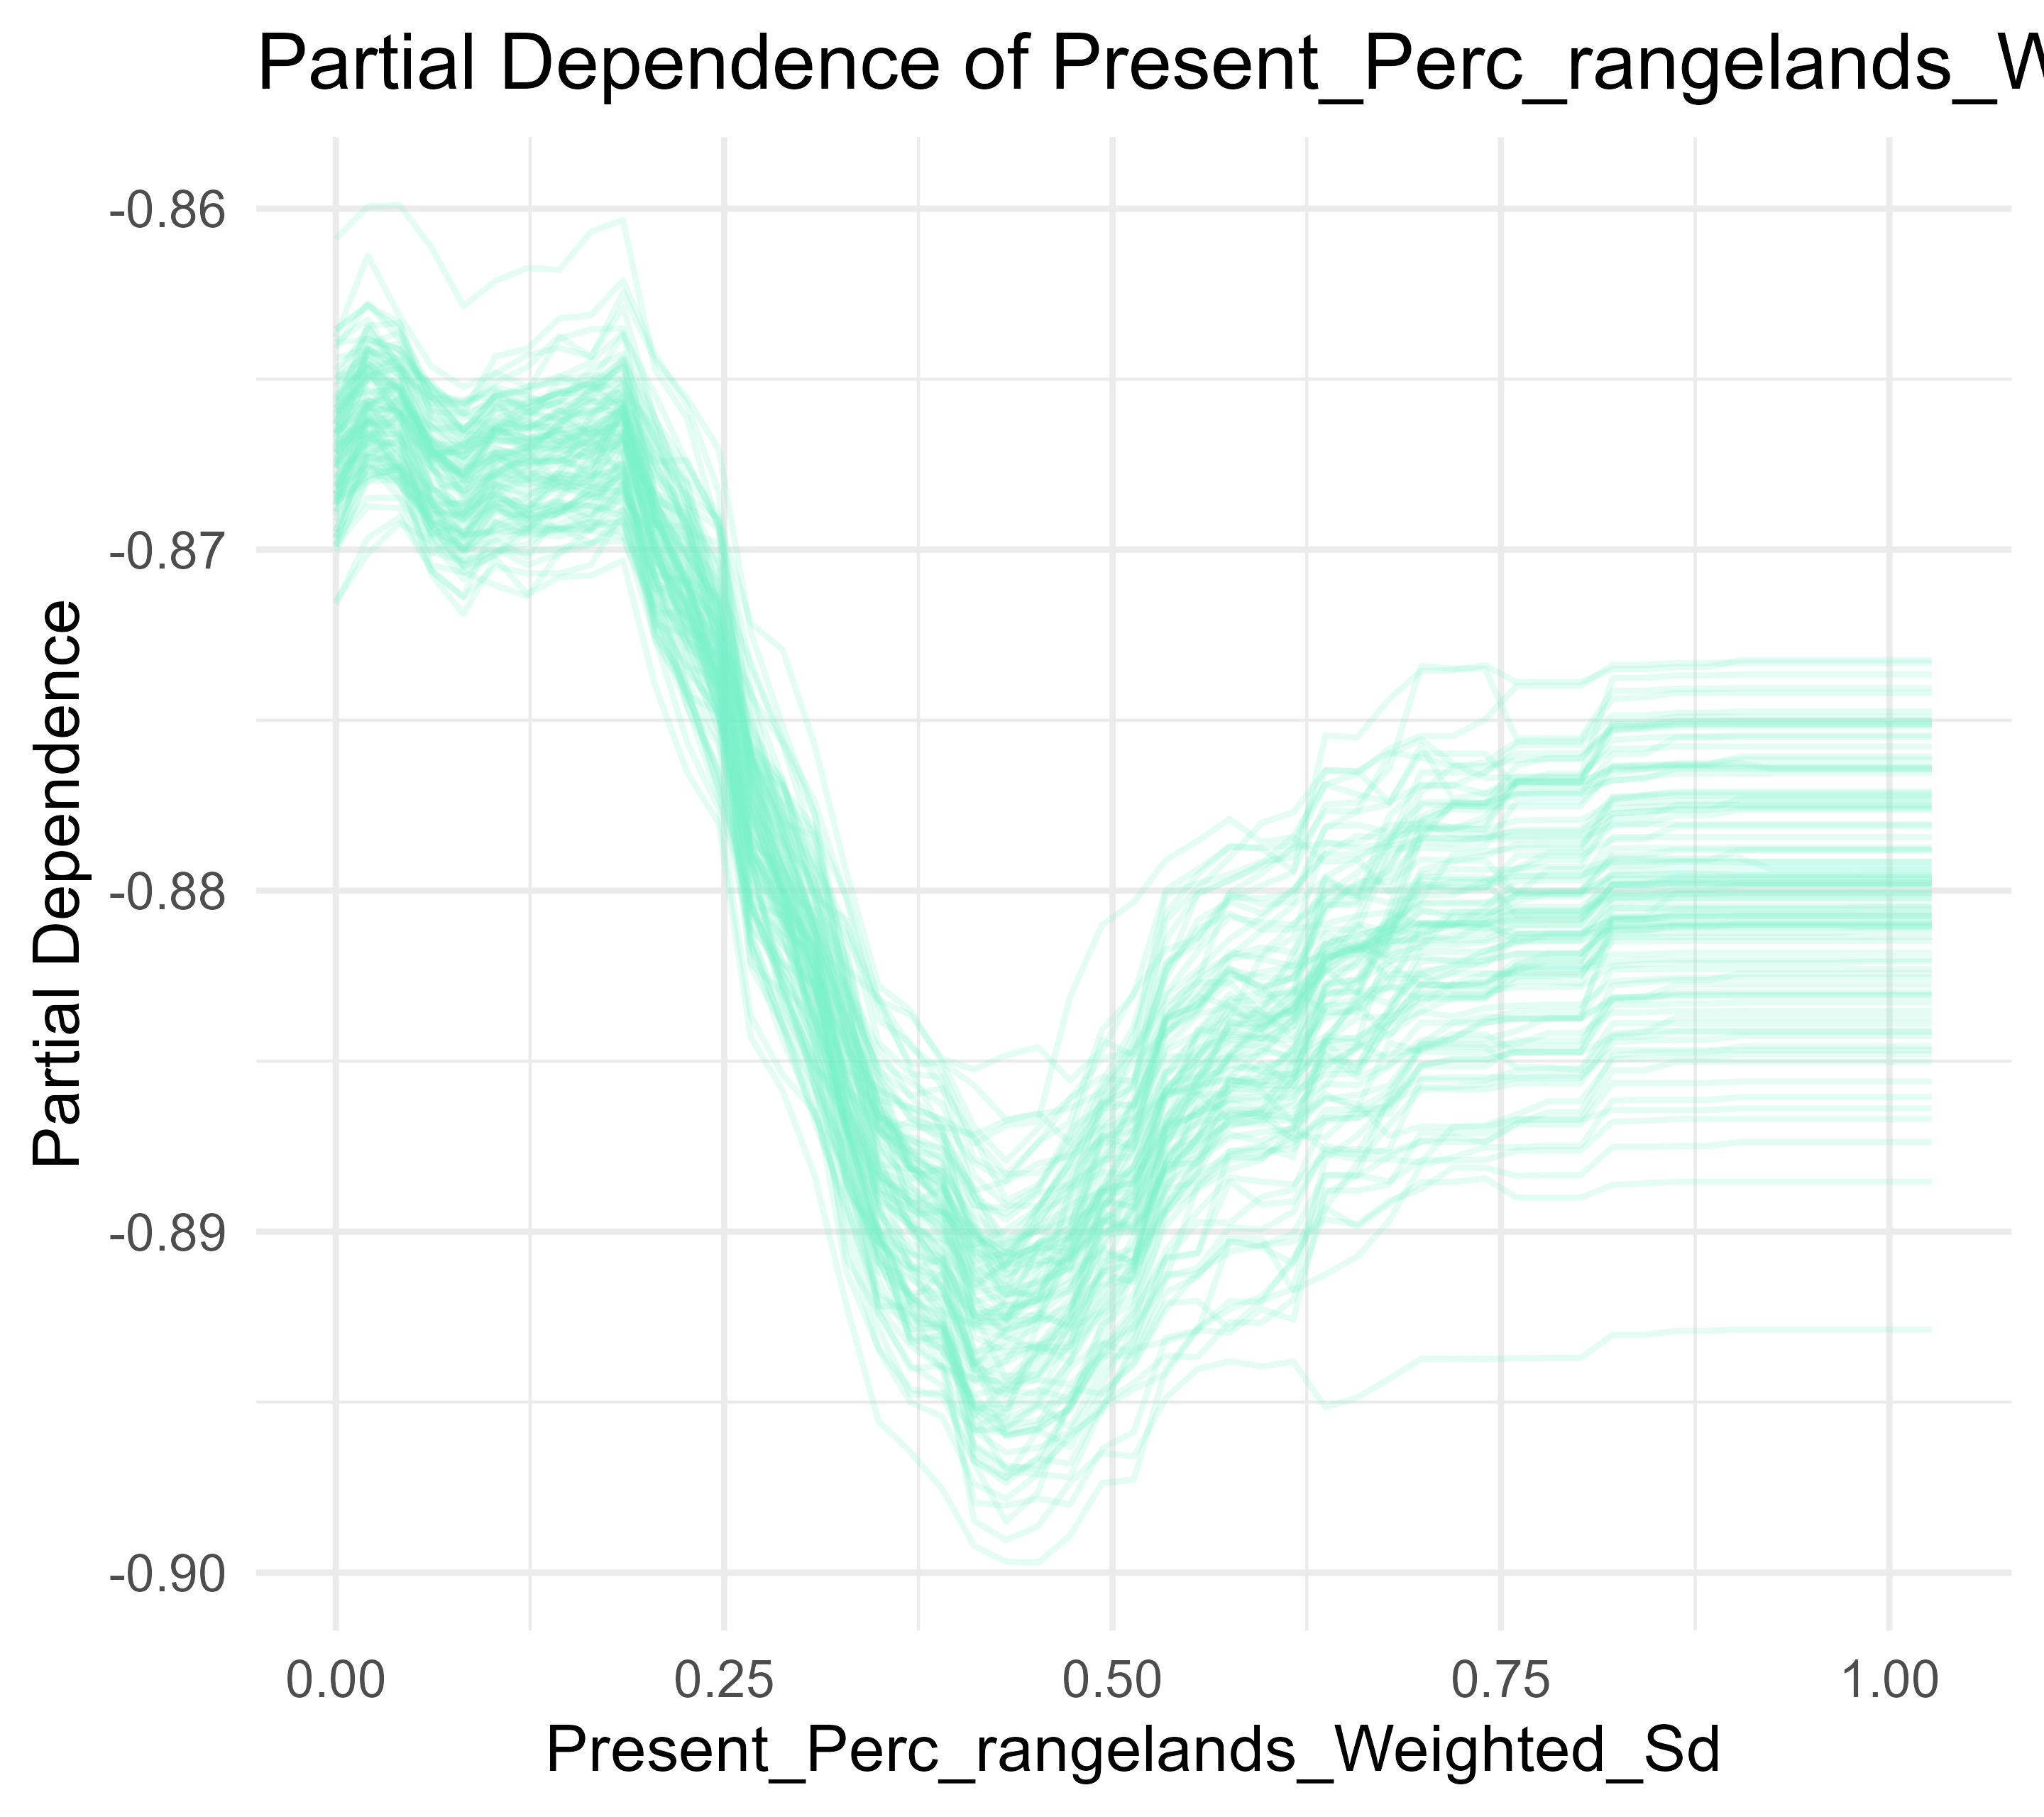 Partial Dependence of Present_Perc_rangelands_W
-0.86
-0.87
-0.88
-0.89
-0.90
Partial Dependence
0.00 0.25 0.50 0.75 1.00
Present_Perc_rangelands_Weighted_Sd